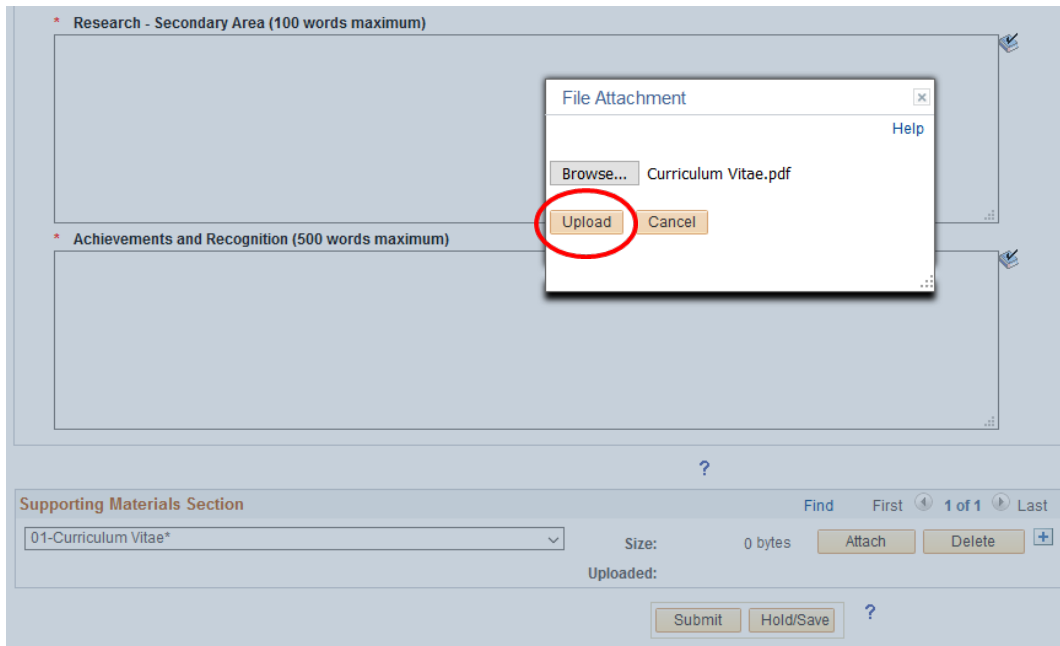 * Research - Secondary Area (100 words maximum)
File Attachment
Help
Browse... Curriculum Vitae.pdf
Upload Cancel
* Achievements and Recognition (500 words maximum)
?
Supporting Materials Section Find First 1 of 1 Last
01-Curriculum Vitae* Size: 0 bytes Attach Delete +
Uploaded:
Submit Hold/Save ?